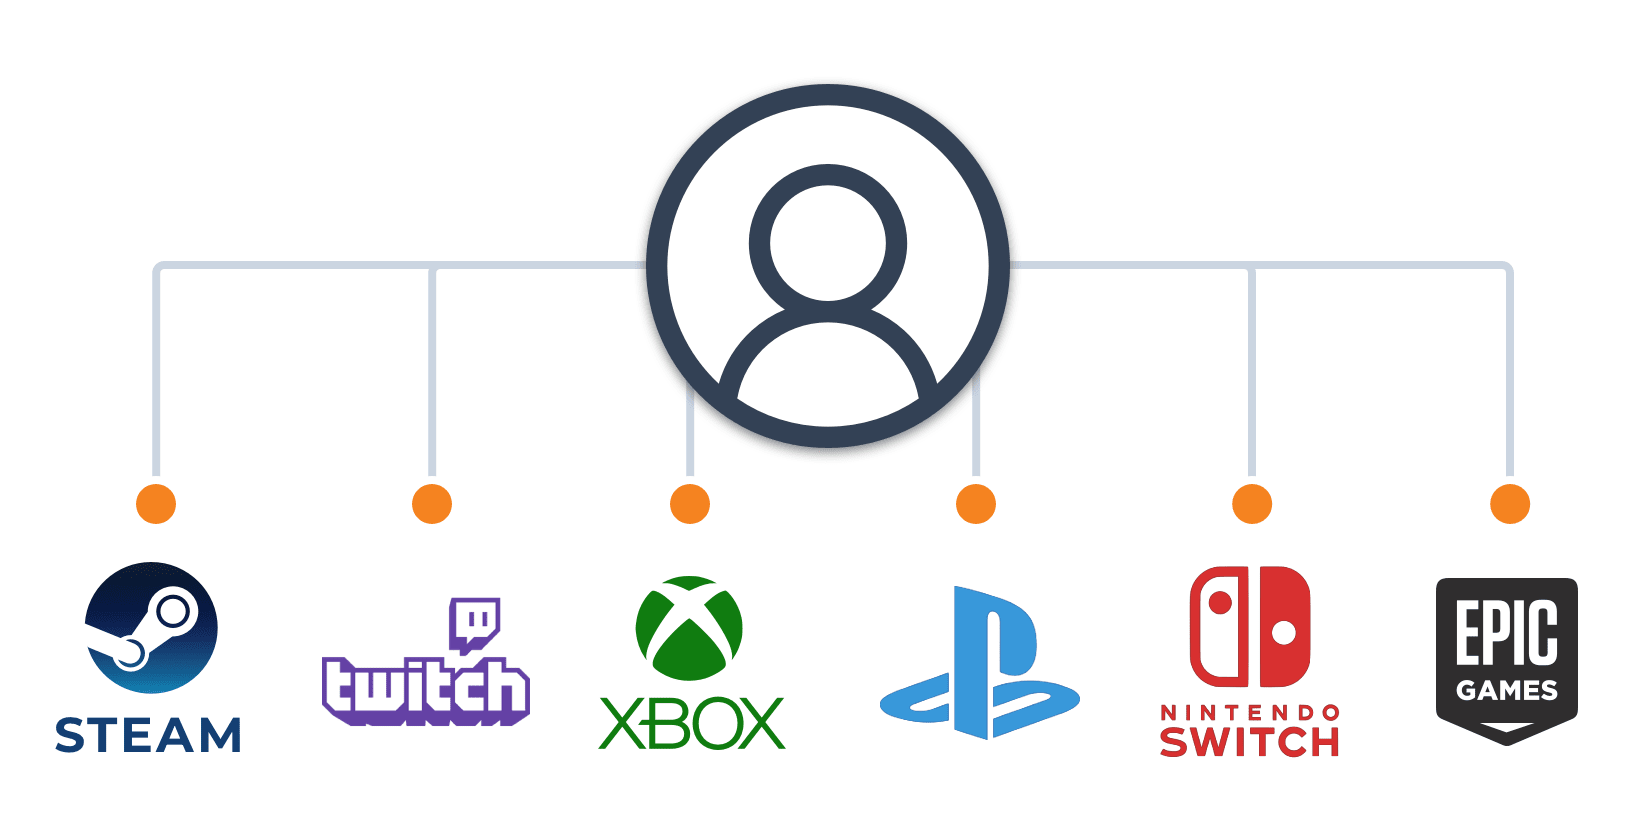 STEAM
twitch
XBOX
NINTENDO
SWITCH
EPIC
GAMES